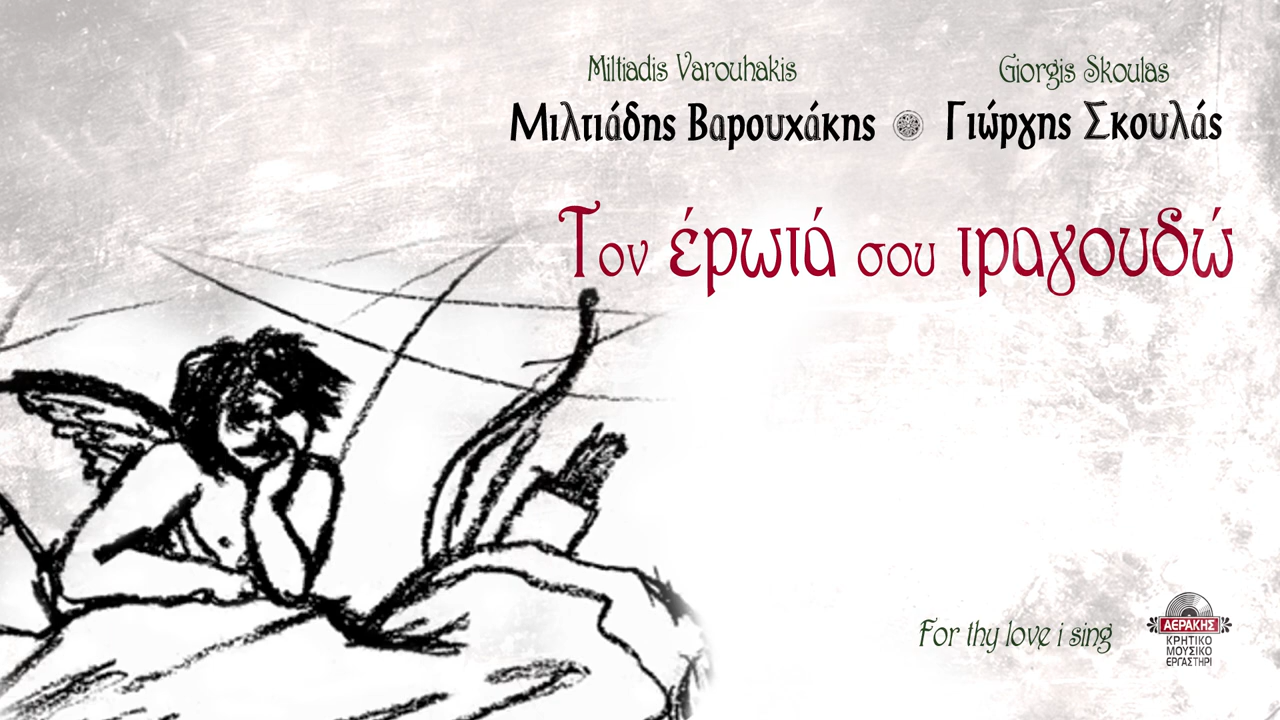 Miltiadis Varouhakis
Giorgis Skoulas
Μιλτιάδης Βαρουχάκης
Γιώργης Σκουλάς
Τον έρωτά σου τραγουδώ
For thy love i sing
ΑΕΡΑΚΗΣ
ΚΡΗΤΙΚΟ
ΜΟΥΣΙΚΟ
ΕΡΓΑΣΤΗΡΙ